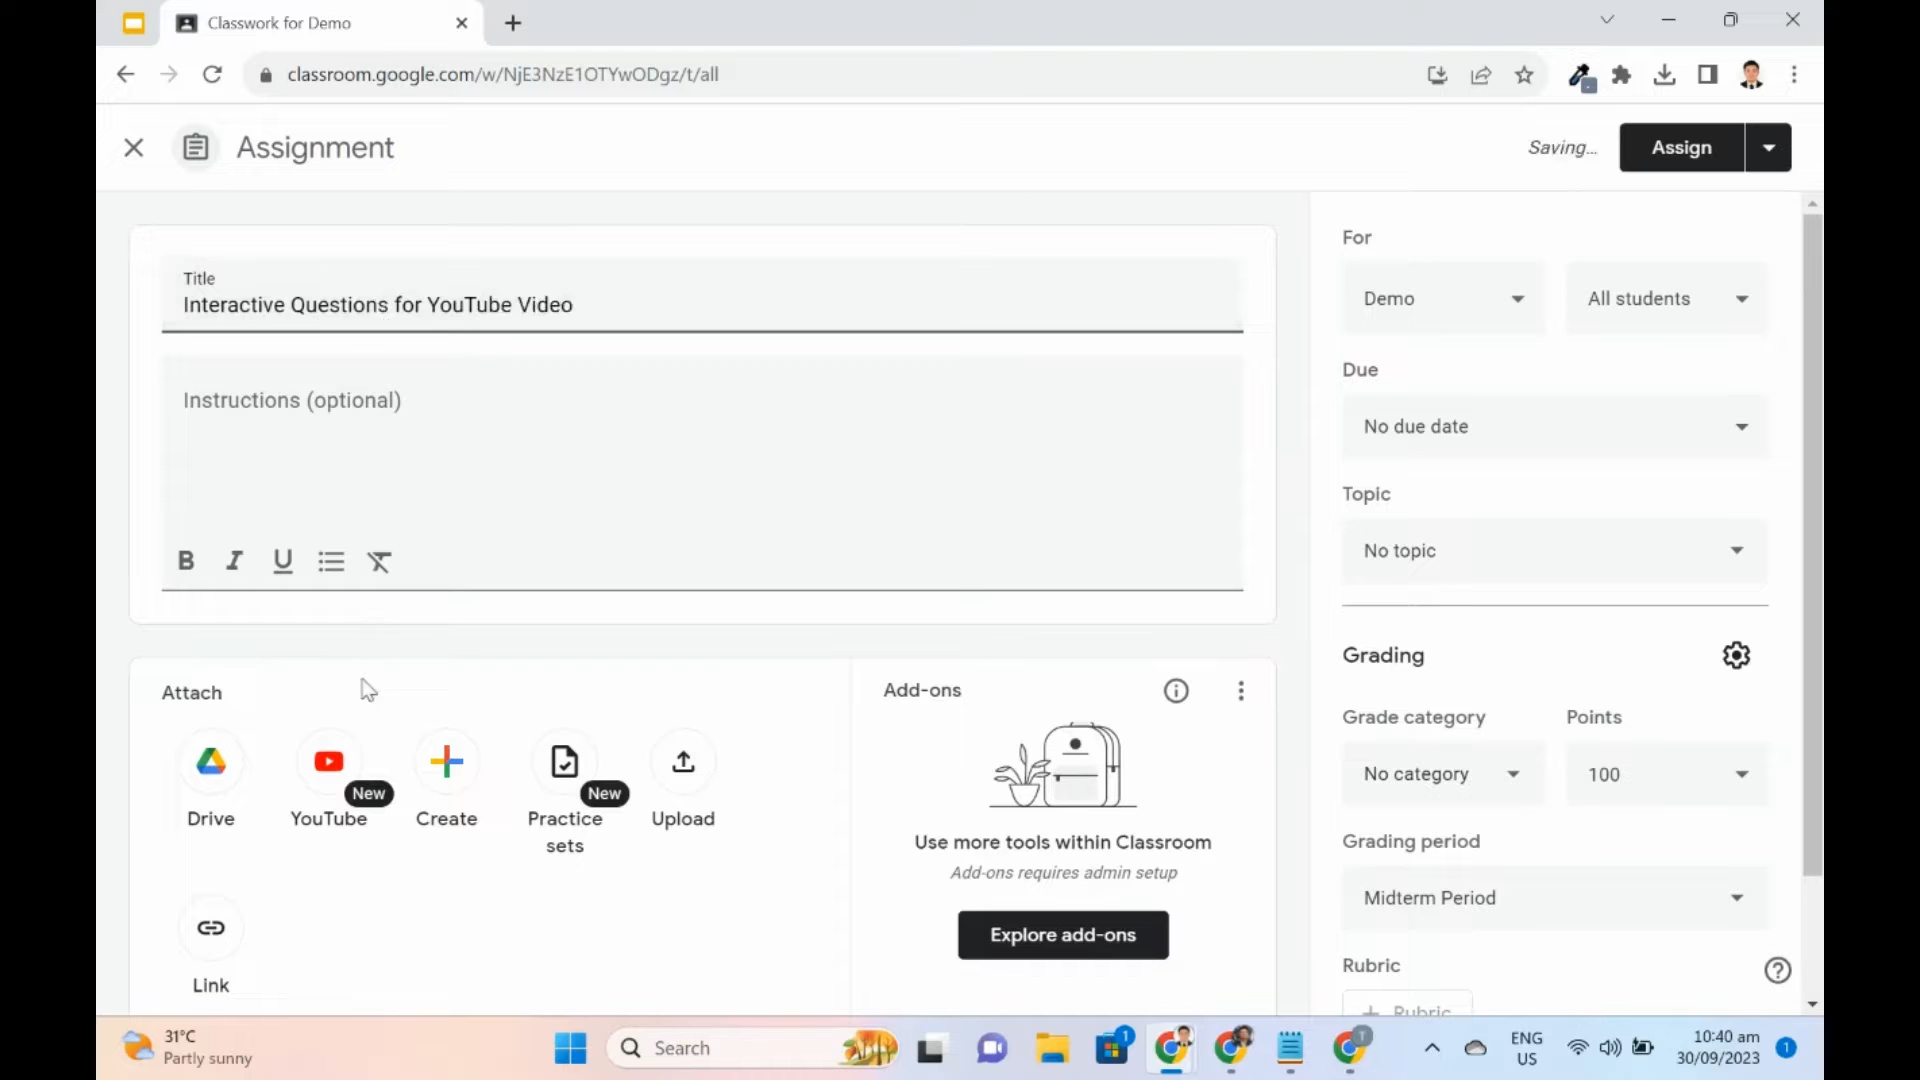 Classwork for Demo
classroom.google.com/w/NjE3NzE1OTYwODgz/t/all
Assignment
Saving...
Assign
Title
Interactive Questions for YouTube Video
Instructions (optional)
B I U
For
Demo
All students
Due
No due date
Topic
No topic
Grading
Grade category
Points
No category
100
Grading period
Midterm Period
Rubric
+ Rubric
Attach
Drive
New
YouTube
Create
New
Practice sets
Upload
Link
Add-ons
Use more tools within Classroom
Add-ons requires admin setup
Explore add-ons
31°C
Partly sunny
Search
1
T
ENG
US
10:40 am
30/09/2023
1